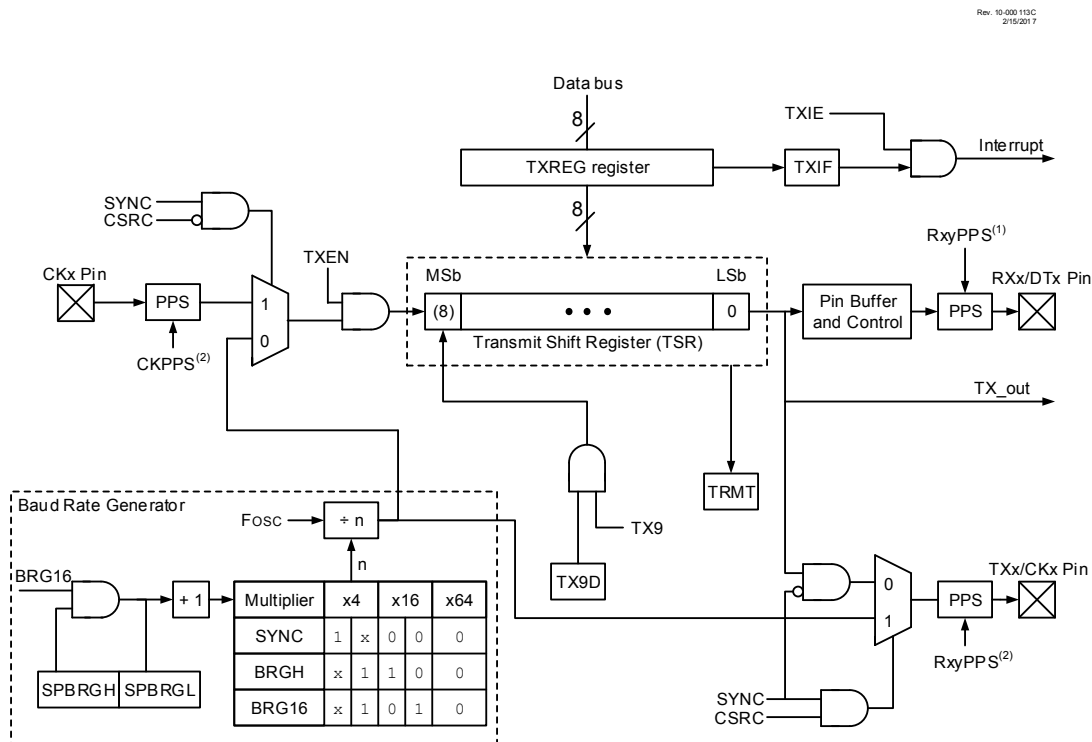 Rev. 10-000 113C
2/15/2017
Data bus
8
TXIE
TXREG register
TXIF
Interrupt
SYNC
CSRC
8
RxyPPS(1)
TXEN
CKx Pin
MSb
LSb
RXx/DTx Pin
PPS
1
(8)
• • •
0
Pin Buffer
and Control
PPS
0
Transmit Shift Register (TSR)
CKPPS(2)
TX_out
TRMT
Baud Rate Generator
FOSC
÷ n
TX9
n
TX9D
BRG16
+ 1
Multiplier x4 x16 x64
SYNC 1 x 0 0 0
BRGH x 1 1 0 0
BRG16 x 1 0 1 0
SPBRGH SPBRGL
TXx/CKx Pin
0
PPS
1
RxyPPS(2)
SYNC
CSRC